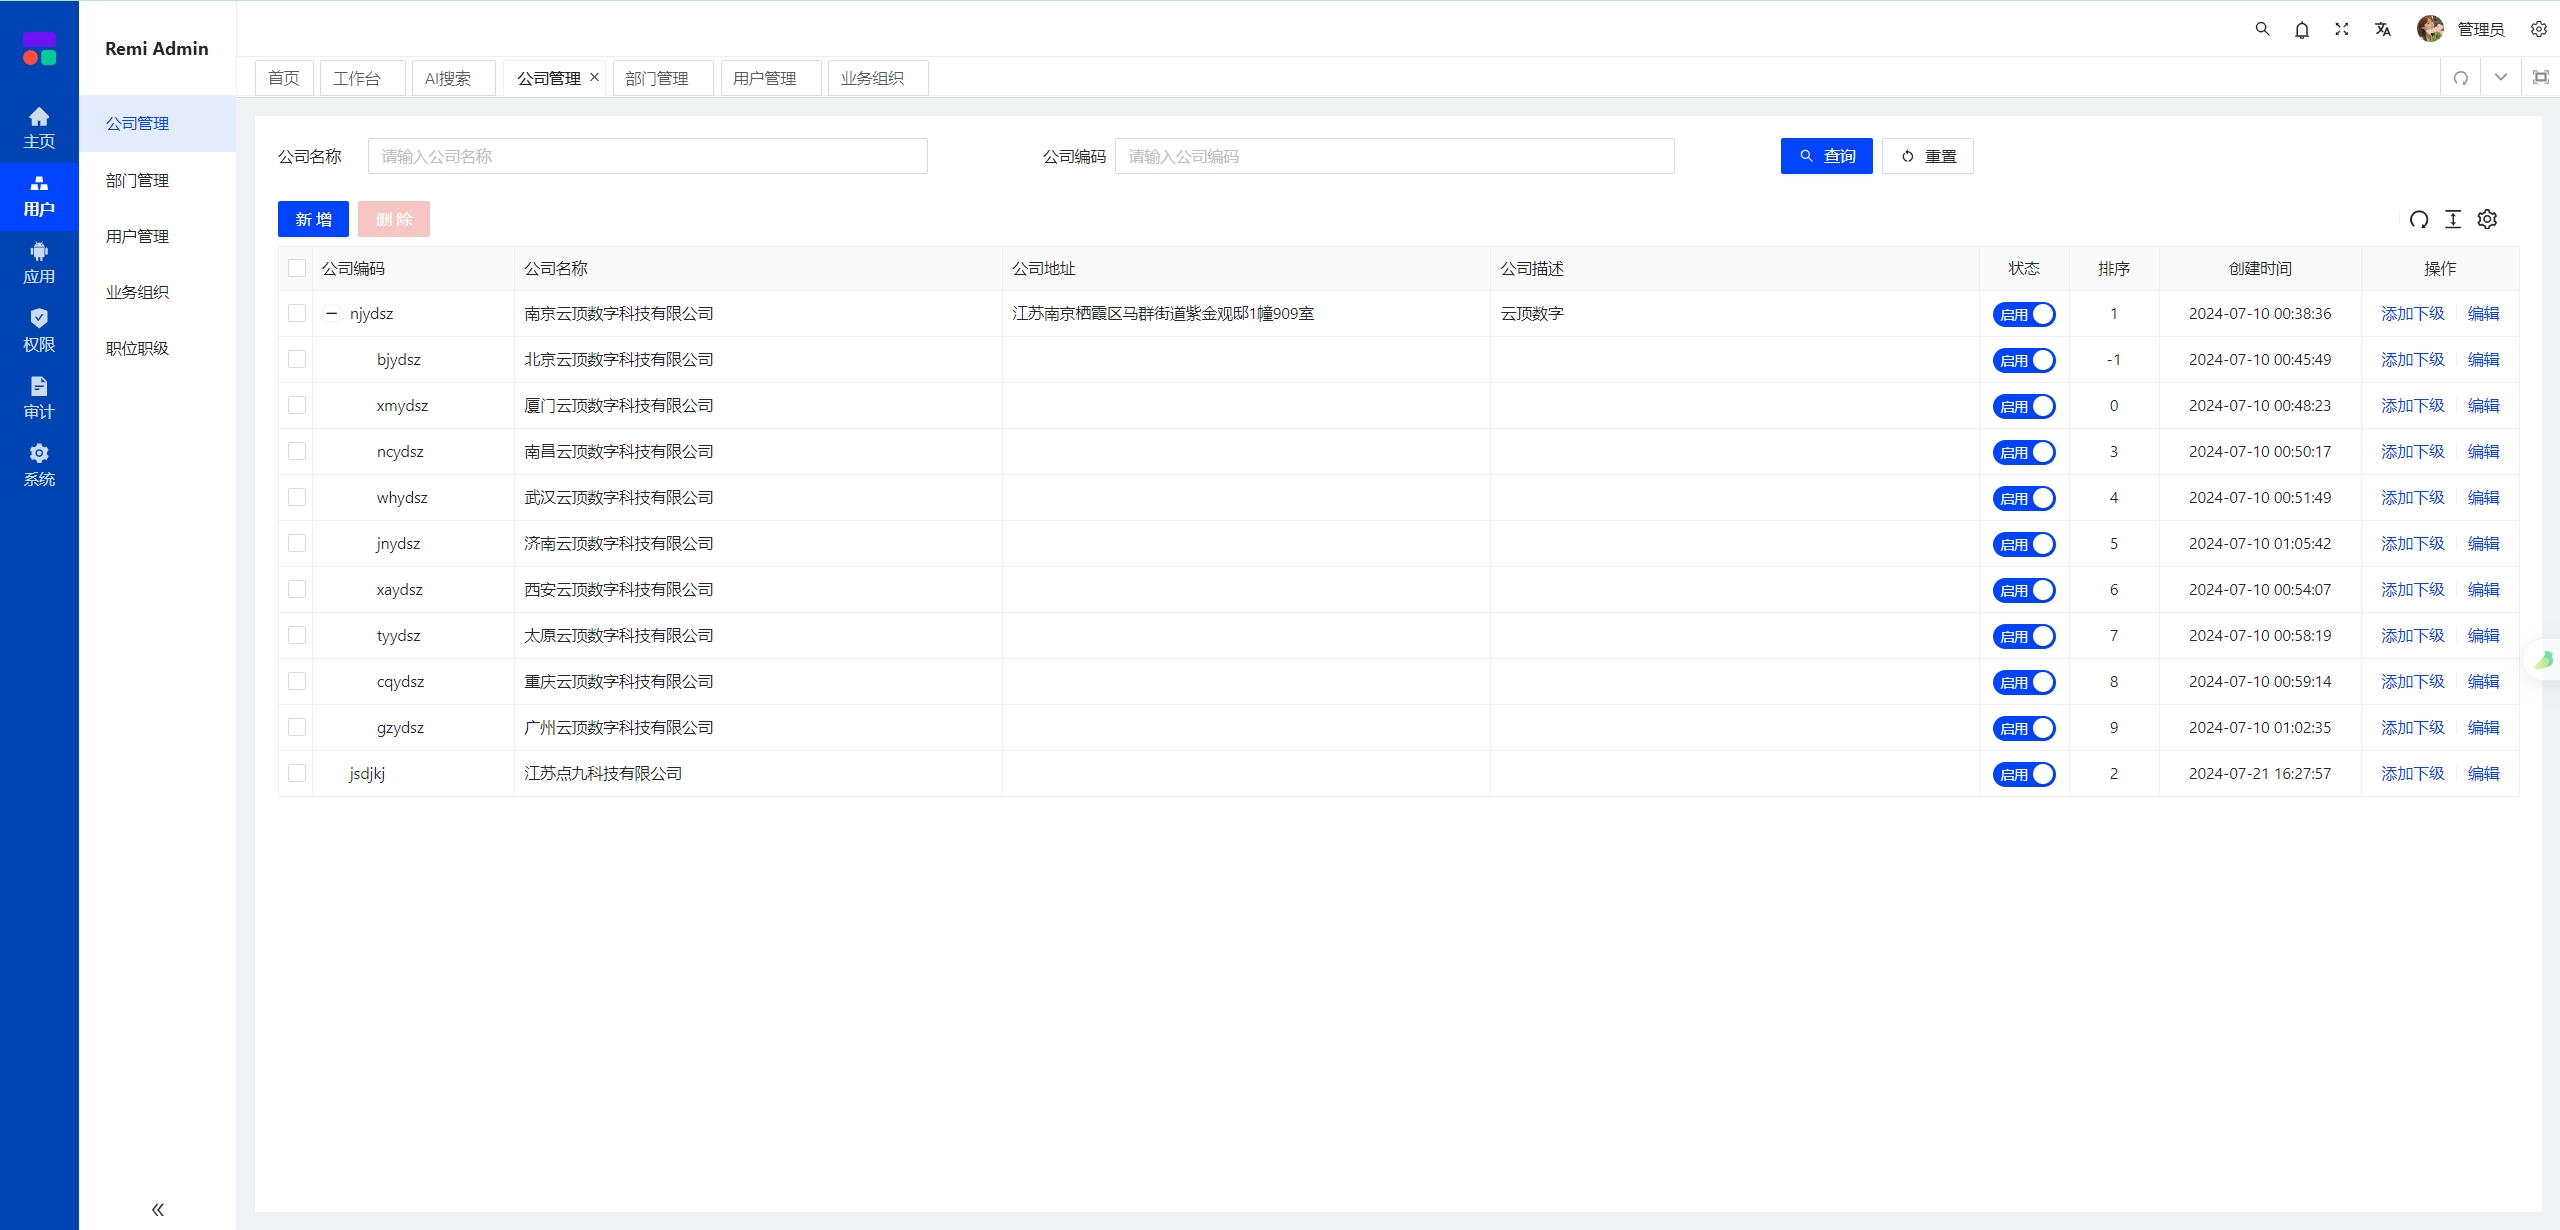 Remi Admin
管理员
首页 工作台 AI搜索 公司管理 部门管理 用户管理 业务组织
主页
用户
应用
权限
审计
系统
公司管理
部门管理
用户管理
业务组织
职位职级
公司名称 请输入公司名称 公司编码 请输入公司编码 查询 重置
新 增 删 除
公司编码 公司名称 公司地址 公司描述 状态 排序 创建时间 操作
njydsz 南京云顶数字科技有限公司 江苏南京栖霞区马群街道紫金观邸1幢909室 云顶数字 启用 1 2024-07-10 00:38:36 添加下级 编辑
bjydsz 北京云顶数字科技有限公司 启用 -1 2024-07-10 00:45:49 添加下级 编辑
xmydsz 厦门云顶数字科技有限公司 启用 0 2024-07-10 00:48:23 添加下级 编辑
ncydsz 南昌云顶数字科技有限公司 启用 3 2024-07-10 00:50:17 添加下级 编辑
whydsz 武汉云顶数字科技有限公司 启用 4 2024-07-10 00:51:49 添加下级 编辑
jnydsz 济南云顶数字科技有限公司 启用 5 2024-07-10 01:05:42 添加下级 编辑
xaydsz 西安云顶数字科技有限公司 启用 6 2024-07-10 00:54:07 添加下级 编辑
tyydsz 太原云顶数字科技有限公司 启用 7 2024-07-10 00:58:19 添加下级 编辑
cqydsz 重庆云顶数字科技有限公司 启用 8 2024-07-10 00:59:14 添加下级 编辑
gzydsz 广州云顶数字科技有限公司 启用 9 2024-07-10 01:02:35 添加下级 编辑
jsdjkj 江苏点九科技有限公司 启用 2 2024-07-21 16:27:57 添加下级 编辑